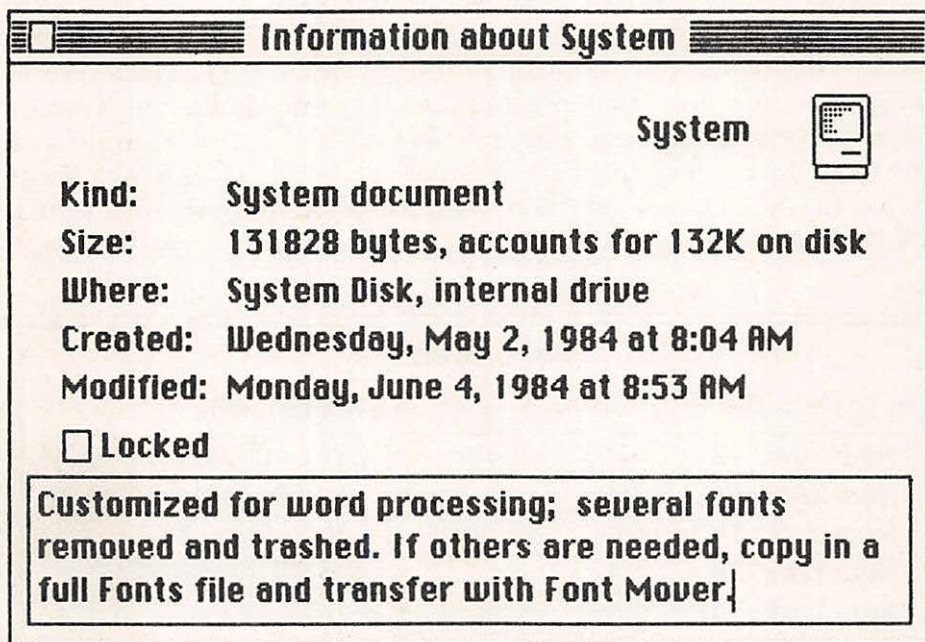 Information about System
System
Kind: System document
Size: 131828 bytes, accounts for 132K on disk
Where: System Disk, internal drive
Created: Wednesday, May 2, 1984 at 8:04 AM
Modified: Monday, June 4, 1984 at 8:53 AM
Locked
Customized for word processing;  several fonts
removed and trashed. If others are needed, copy in a
full Fonts file and transfer with Font Mover.